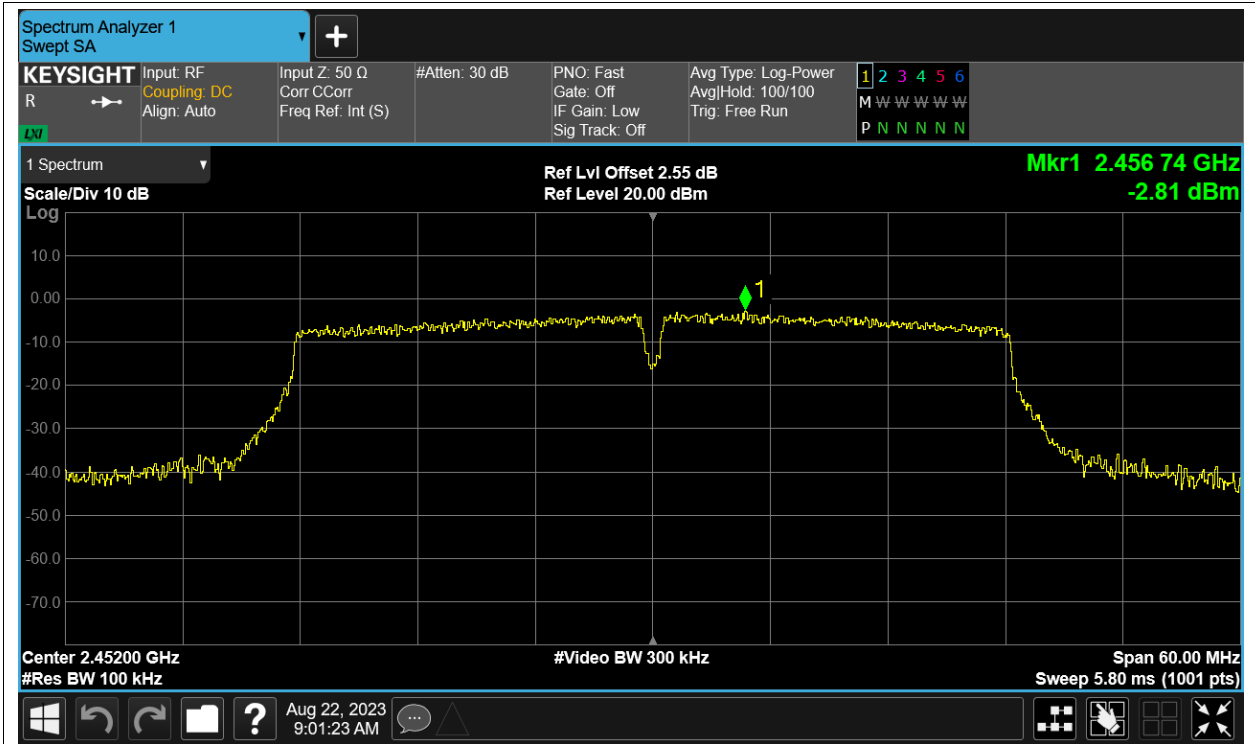 Spectrum Analyzer 1
Swept SA
+
KEYSIGHT
R
LXI
Input: RF
Coupling: DC
Align: Auto
Input Z: 50 Ω
Corr CCorr
Freq Ref: Int (S)
#Atten: 30 dB
PNO: Fast
Gate: Off
IF Gain: Low
Sig Track: Off
Avg Type: Log-Power
Avg|Hold: 100/100
Trig: Free Run
1 2 3 4 5 6
M W W W W W
P N N N N N
1 Spectrum
Scale/Div 10 dB
Log
Ref Lvl Offset 2.55 dB
Ref Level 20.00 dBm
Mkr1 2.456 74 GHz
-2.81 dBm
10.0
0.00
-10.0
-20.0
-30.0
-40.0
-50.0
-60.0
-70.0
1
Center 2.45200 GHz
#Res BW 100 kHz
#Video BW 300 kHz
Span 60.00 MHz
Sweep 5.80 ms (1001 pts)
?
Aug 22, 2023
9:01:23 AM